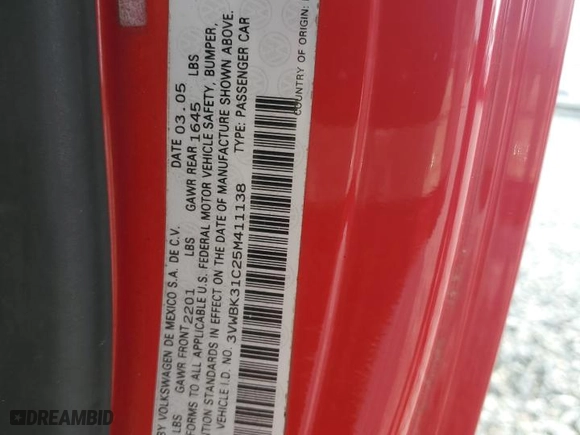 BY VOLKSWAGEN DE MEXICO S.A. DE C.V. DATE 03.05
LBS GAWR FRONT 2201 LBS GAWR REAR 1645 LBS
FORMS TO ALL APPLICABLE U.S. FEDERAL MOTOR VEHICLE SAFETY, BUMPER,
TION STANDARDS IN EFFECT ON THE DATE OF MANUFACTURE SHOWN ABOVE.
VEHICLE I.D. NO. 3VWBK31C25M411138 TYPE: PASSENGER CAR
COUNTRY OF ORIGIN:
DREAMBID